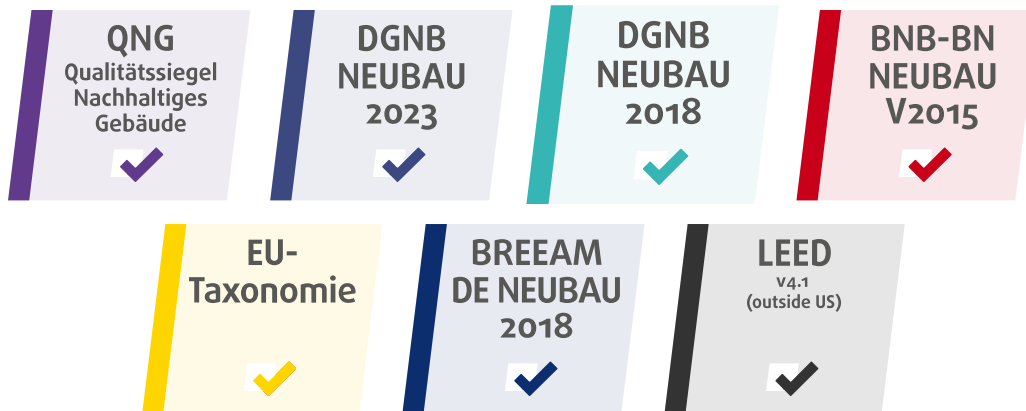 QNG
Qualitätssiegel
Nachhaltiges
Gebäude
DGNB
NEUBAU
2023
DGNB
NEUBAU
2018
BNB-BN
NEUBAU
V2015
EU-
Taxonomie
BREEAM
DE NEUBAU
2018
LEED
v4.1
(outside US)